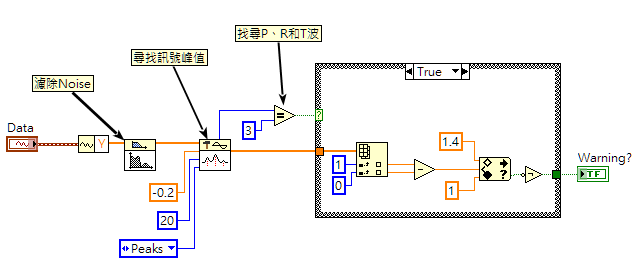 找尋P、R和T波
尋找訊號峰值
濾除Noise
True
Data
Y
3
?
-0.2
20
Peaks
1
0
1.4
1
?
Warning?
TF